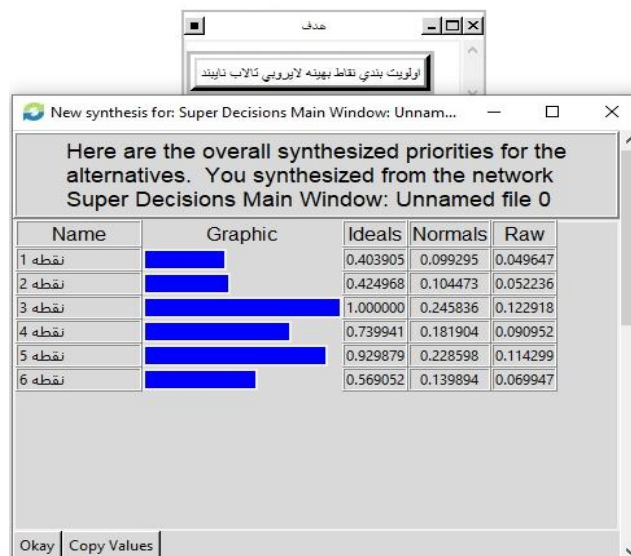 هدف
اولويت بندي نقاط بهينه لايروبي تالاب نايبند
New synthesis for: Super Decisions Main Window: Unnam...
Here are the overall synthesized priorities for the
alternatives. You synthesized from the network
Super Decisions Main Window: Unnamed file 0
Name Graphic Ideals Normals Raw
نقطه 1 0.403905 0.099295 0.049647
نقطه 2 0.424968 0.104473 0.052236
نقطه 3 1.000000 0.245836 0.122918
نقطه 4 0.739941 0.181904 0.090952
نقطه 5 0.929879 0.228598 0.114299
نقطه 6 0.569052 0.139894 0.069947
Okay Copy Values